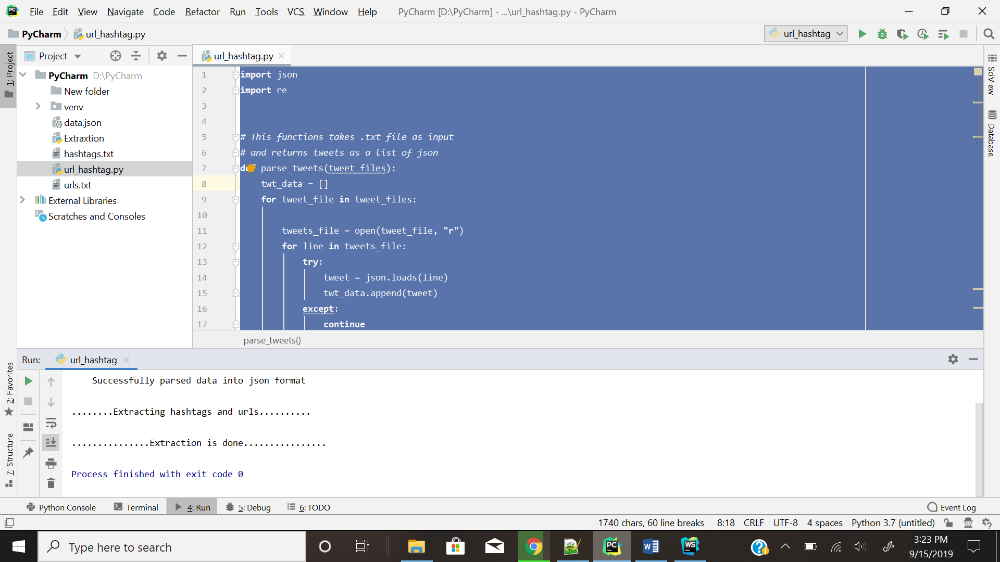 File Edit View Navigate Code Refactor Run Tools VCS Window Help PyCharm [D:\PyCharm] - ...\url_hashtag.py - PyCharm
PyCharm url_hashtag.py url_hashtag
1: Project
Project
PyCharm D:\PyCharm
New folder
venv
data.json
Extraxtion
hashtags.txt
url_hashtag.py
urls.txt
External Libraries
Scratches and Consoles
url_hashtag.py
1 import json
2 import re
3
4
5 # This functions takes .txt file as input
6 # and returns tweets as a list of json
7 def parse_tweets(tweet_files):
8 twt_data = []
9 for tweet_file in tweet_files:
10
11 tweets_file = open(tweet_file, "r")
12 for line in tweets_file:
13 try:
14 tweet = json.loads(line)
15 twt_data.append(tweet)
16 except:
17 continue
parse_tweets()
SciView
Database
2: Favorites
7: Structure
Run: url_hashtag
Successfully parsed data into json format
........Extracting hashtags and urls..........
...............Extraction is done................
Process finished with exit code 0
Python Console Terminal 4: Run 5: Debug 6: TODO Event Log
1740 chars, 60 line breaks 8:18 CRLF UTF-8 4 spaces Python 3.7 (untitled)
Type here to search
PC
W
WS
3:23 PM
9/15/2019